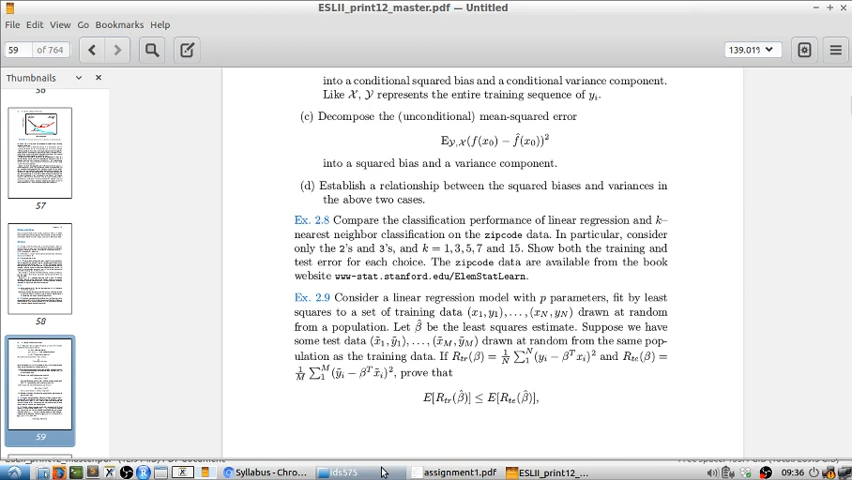 ESLII_print12_master.pdf — Untitled
File Edit View Go Bookmarks Help
59 of 764
139.01%
Thumbnails
57
58
59
into a conditional squared bias and a conditional variance component.
Like 𝒳, 𝒴 represents the entire training sequence of yᵢ.
(c) Decompose the (unconditional) mean-squared error
E_{𝒴,𝒳}(f(x₀) − f̂(x₀))²
into a squared bias and a variance component.
(d) Establish a relationship between the squared biases and variances in
the above two cases.
Ex. 2.8 Compare the classification performance of linear regression and k–
nearest neighbor classification on the zipcode data. In particular, consider
only the 2's and 3's, and k = 1, 3, 5, 7 and 15. Show both the training and
test error for each choice. The zipcode data are available from the book
website www-stat.stanford.edu/ElemStatLearn.
Ex. 2.9 Consider a linear regression model with p parameters, fit by least
squares to a set of training data (x₁, y₁), . . . , (x_N, y_N) drawn at random
from a population. Let β̂ be the least squares estimate. Suppose we have
some test data (x̃₁, ỹ₁), . . . , (x̃_M, ỹ_M) drawn at random from the same pop-
ulation as the training data. If R_{tr}(β) = 1/N ∑₁ᴺ(yᵢ − βᵀxᵢ)² and R_{te}(β) =
1/M ∑₁ᴹ(ỹᵢ − βᵀx̃ᵢ)², prove that
E[R_{tr}(β̂)] ≤ E[R_{te}(β̂)],
Syllabus - Chro...
ids575
assignment1.pdf
ESLII_print12_...
09:36